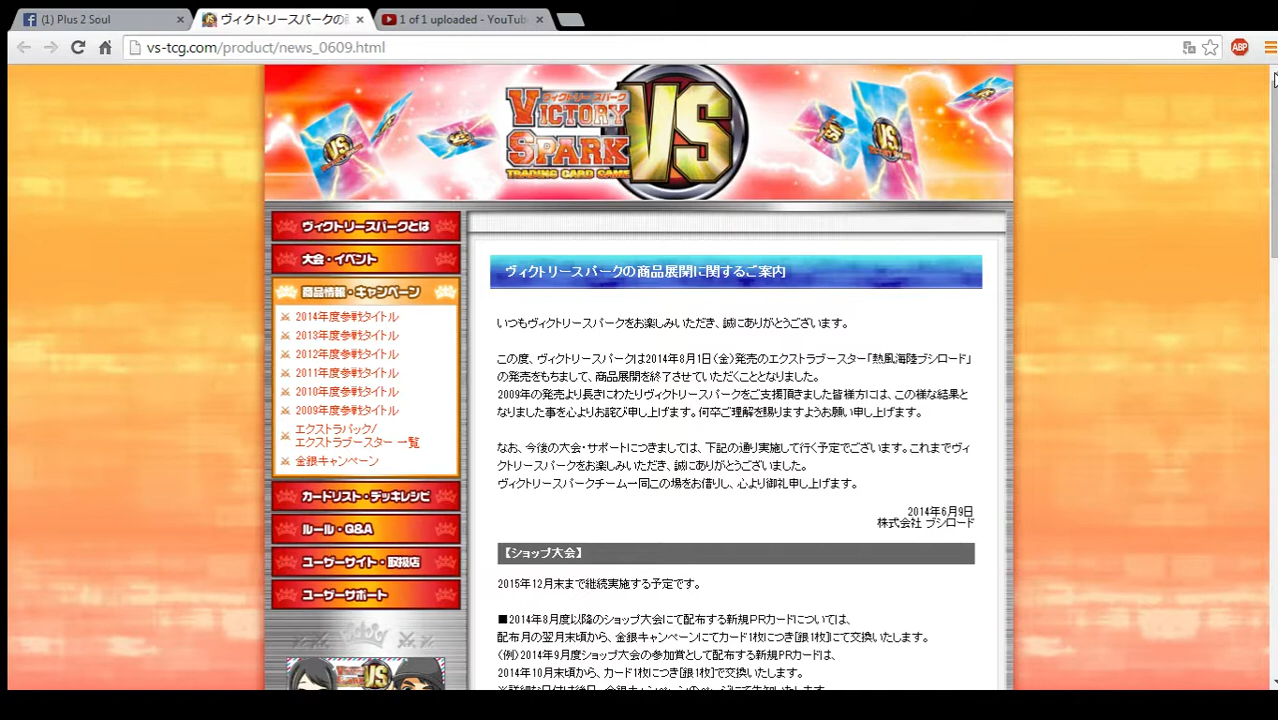 (1) Plus 2 Soul
ヴィクトリースパークの
1 of 1 uploaded - YouTub
vs-tcg.com/product/news_0609.html
ABP
ヴィクトリースパーク
VICTORY
SPARK
TRADING CARD GAME
VS
ヴィクトリースパークとは
大会・イベント
商品情報・キャンペーン
2014年度参戦タイトル
2013年度参戦タイトル
2012年度参戦タイトル
2011年度参戦タイトル
2010年度参戦タイトル
2009年度参戦タイトル
エクストラパック/
エクストラブースター 一覧
金銀キャンペーン
カードリスト・デッキレシピ
ルール・Q&A
ユーザーサイト・取扱店
ユーザーサポート
VS
ヴィクトリースパークの商品展開に関するご案内
いつもヴィクトリースパークをお楽しみいただき、誠にありがとうございます。
この度、ヴィクトリースパークは2014年8月1日(金)発売のエクストラブースター「熱風海陸ブシロード」
の発売をもちまして、商品展開を終了させていただくこととなりました。
2009年の発売より長きにわたりヴィクトリースパークをご支援頂きました皆様方には、この様な結果と
なりました事を心よりお詫び申し上げます。何卒ご理解を賜りますようお願い申し上げます。
なお、今後の大会・サポートにつきましては、下記の通り実施して行く予定でございます。これまでヴィ
クトリースパークをお楽しみいただき、誠にありがとうございました。
ヴィクトリースパークチーム一同この場をお借りし、心より御礼申し上げます。
2014年6月9日
株式会社 ブシロード
【ショップ大会】
2015年12月末まで継続実施する予定です。
■2014年9月度以降のショップ大会にて配布する新規PRカードについては、
配布月の翌月末頃から、金銀キャンペーンにてカード1枚につき[銀1枚]にて交換いたします。
(例)2014年9月度ショップ大会の参加賞として配布する新規PRカードは、
2014年10月末頃から、カード1枚につき[銀1枚]で交換いたします。